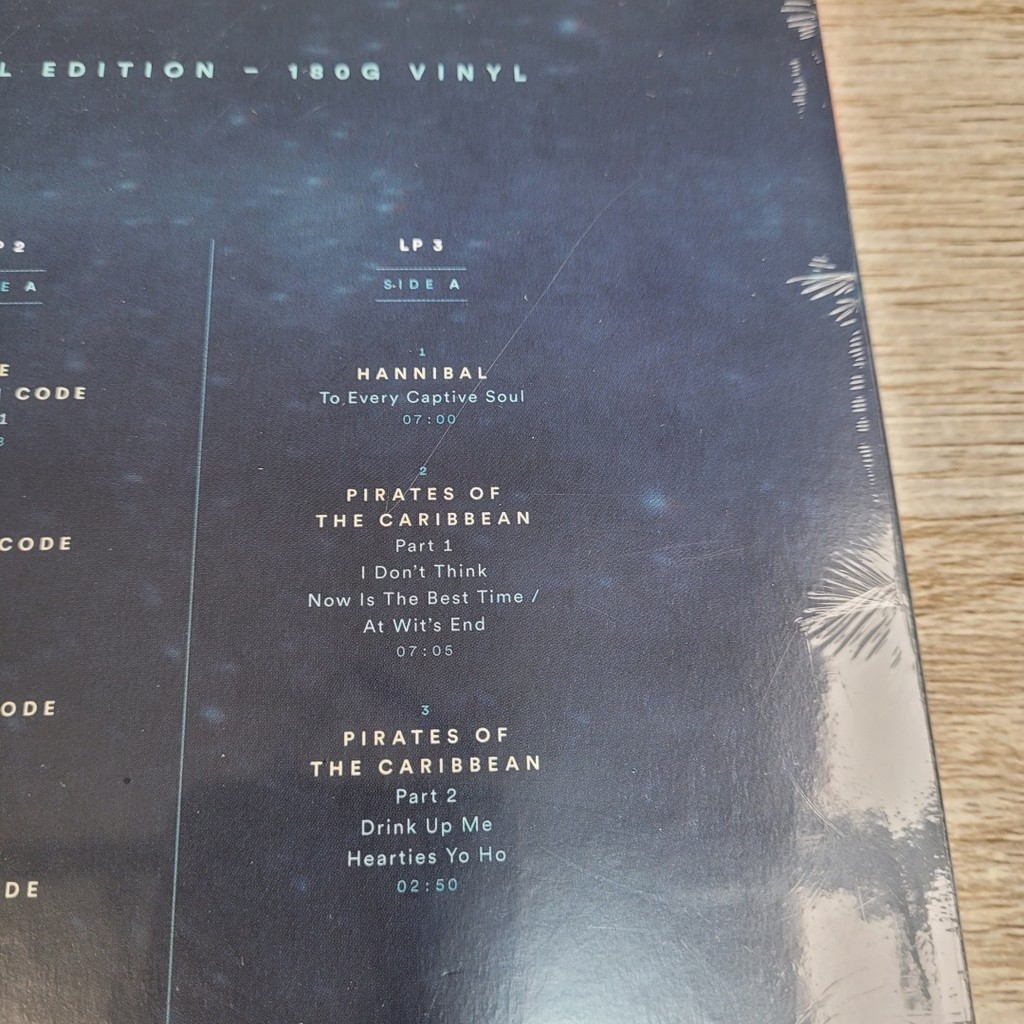 L EDITION – 180G VINYL
P 2
E A
E
CODE
1
3
CODE
ODE
DE
LP 3
SIDE A
1
HANNIBAL
To Every Captive Soul
07:00
2
PIRATES OF
THE CARIBBEAN
Part 1
I Don't Think
Now Is The Best Time /
At Wit's End
07:05
3
PIRATES OF
THE CARIBBEAN
Part 2
Drink Up Me
Hearties Yo Ho
02:50